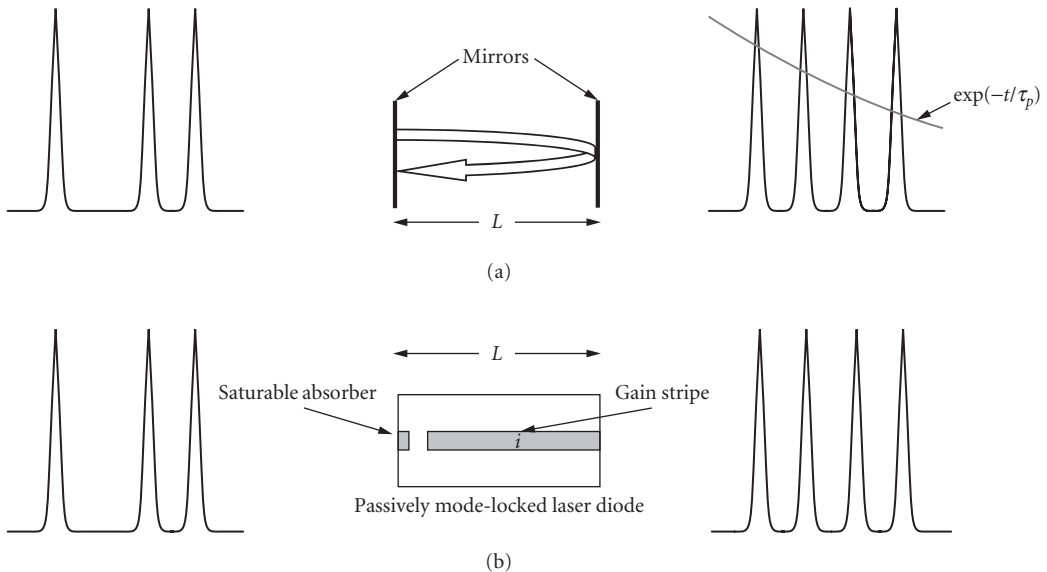 Mirrors
exp(−t/τp)
L
(a)
L
Saturable absorber
Gain stripe
i
Passively mode-locked laser diode
(b)